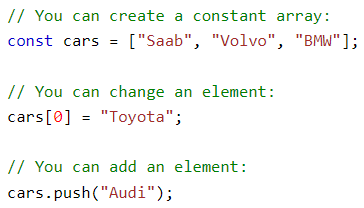 // You can create a constant array:
const cars = ["Saab", "Volvo", "BMW"];
// You can change an element:
cars[0] = "Toyota";
// You can add an element:
cars.push("Audi");